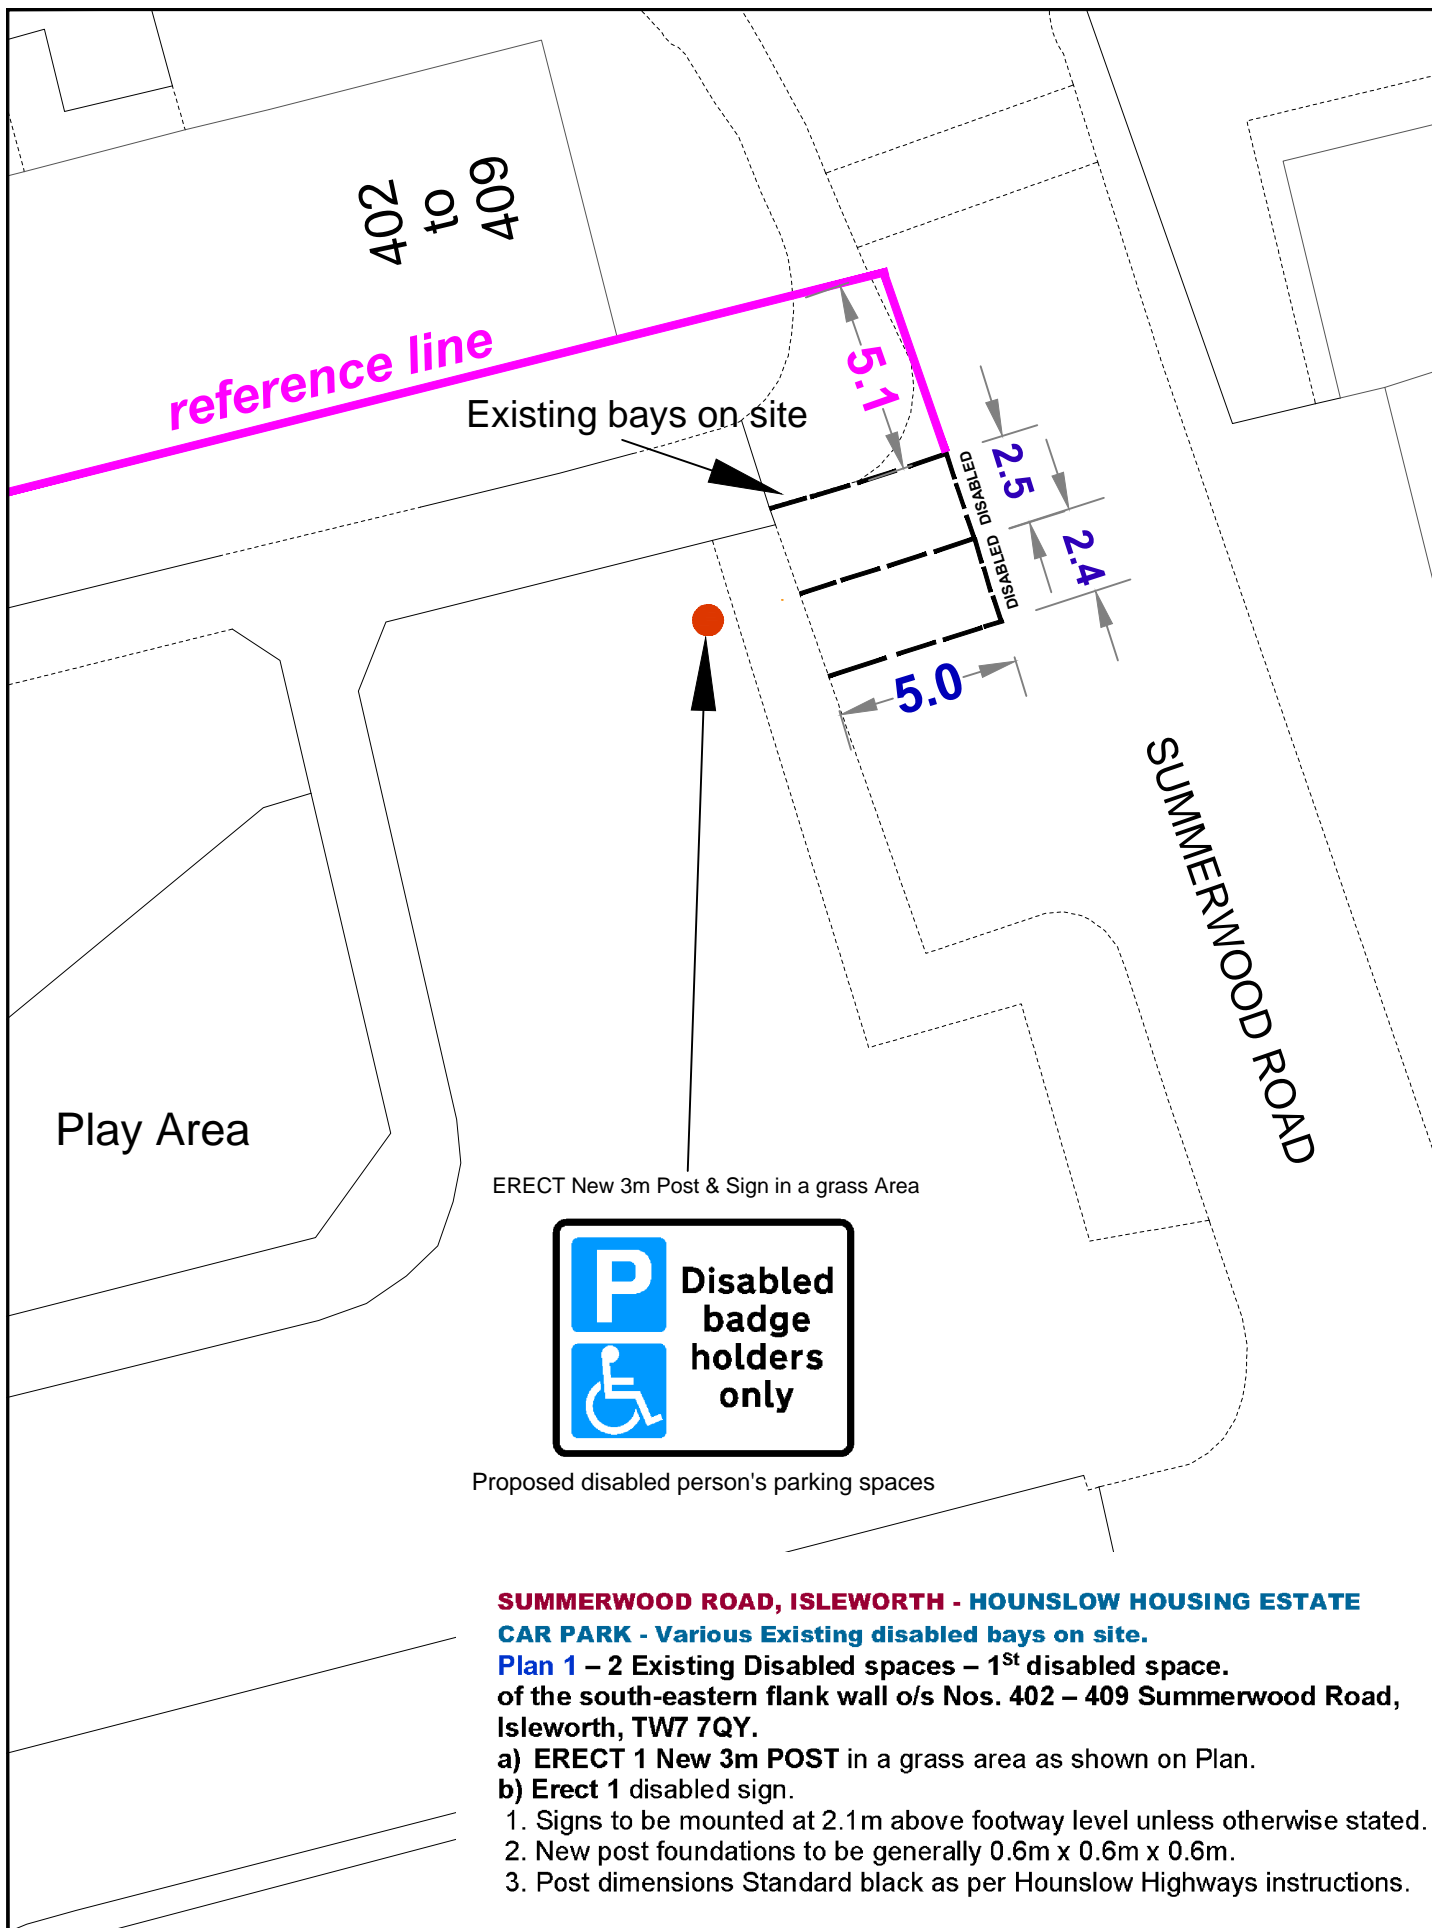 402
to
409
reference line
Existing bays on site
5.1
2.5
DISABLED
2.4
DISABLED
5.0
SUMMERWOOD ROAD
Play Area
ERECT New 3m Post & Sign in a grass Area
P
Disabled
badge
holders
only
Proposed disabled person's parking spaces
SUMMERWOOD ROAD, ISLEWORTH - HOUNSLOW HOUSING ESTATE
CAR PARK - Various Existing disabled bays on site.
Plan 1 – 2 Existing Disabled spaces – 1St disabled space.
of the south-eastern flank wall o/s Nos. 402 – 409 Summerwood Road,
Isleworth, TW7 7QY.
a) ERECT 1 New 3m POST in a grass area as shown on Plan.
b) Erect 1 disabled sign.
1. Signs to be mounted at 2.1m above footway level unless otherwise stated.
2. New post foundations to be generally 0.6m x 0.6m x 0.6m.
3. Post dimensions Standard black as per Hounslow Highways instructions.